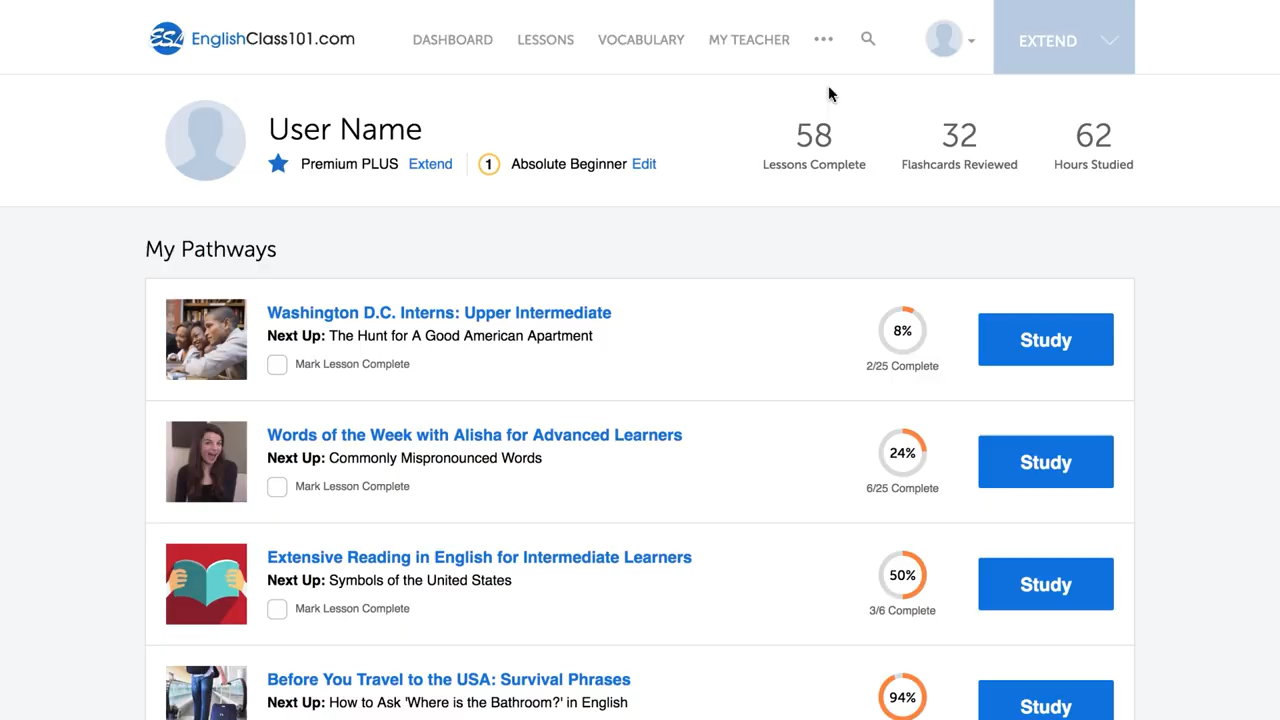 EnglishClass101.com
DASHBOARD LESSONS VOCABULARY MY TEACHER ••• EXTEND
User Name
Premium PLUS Extend 1 Absolute Beginner Edit
58 32 62
Lessons Complete Flashcards Reviewed Hours Studied
My Pathways
Washington D.C. Interns: Upper Intermediate
Next Up: The Hunt for A Good American Apartment
Mark Lesson Complete
8%
2/25 Complete
Study
Words of the Week with Alisha for Advanced Learners
Next Up: Commonly Mispronounced Words
Mark Lesson Complete
24%
6/25 Complete
Study
Extensive Reading in English for Intermediate Learners
Next Up: Symbols of the United States
Mark Lesson Complete
50%
3/6 Complete
Study
Before You Travel to the USA: Survival Phrases
Next Up: How to Ask 'Where is the Bathroom?' in English
94%
Study